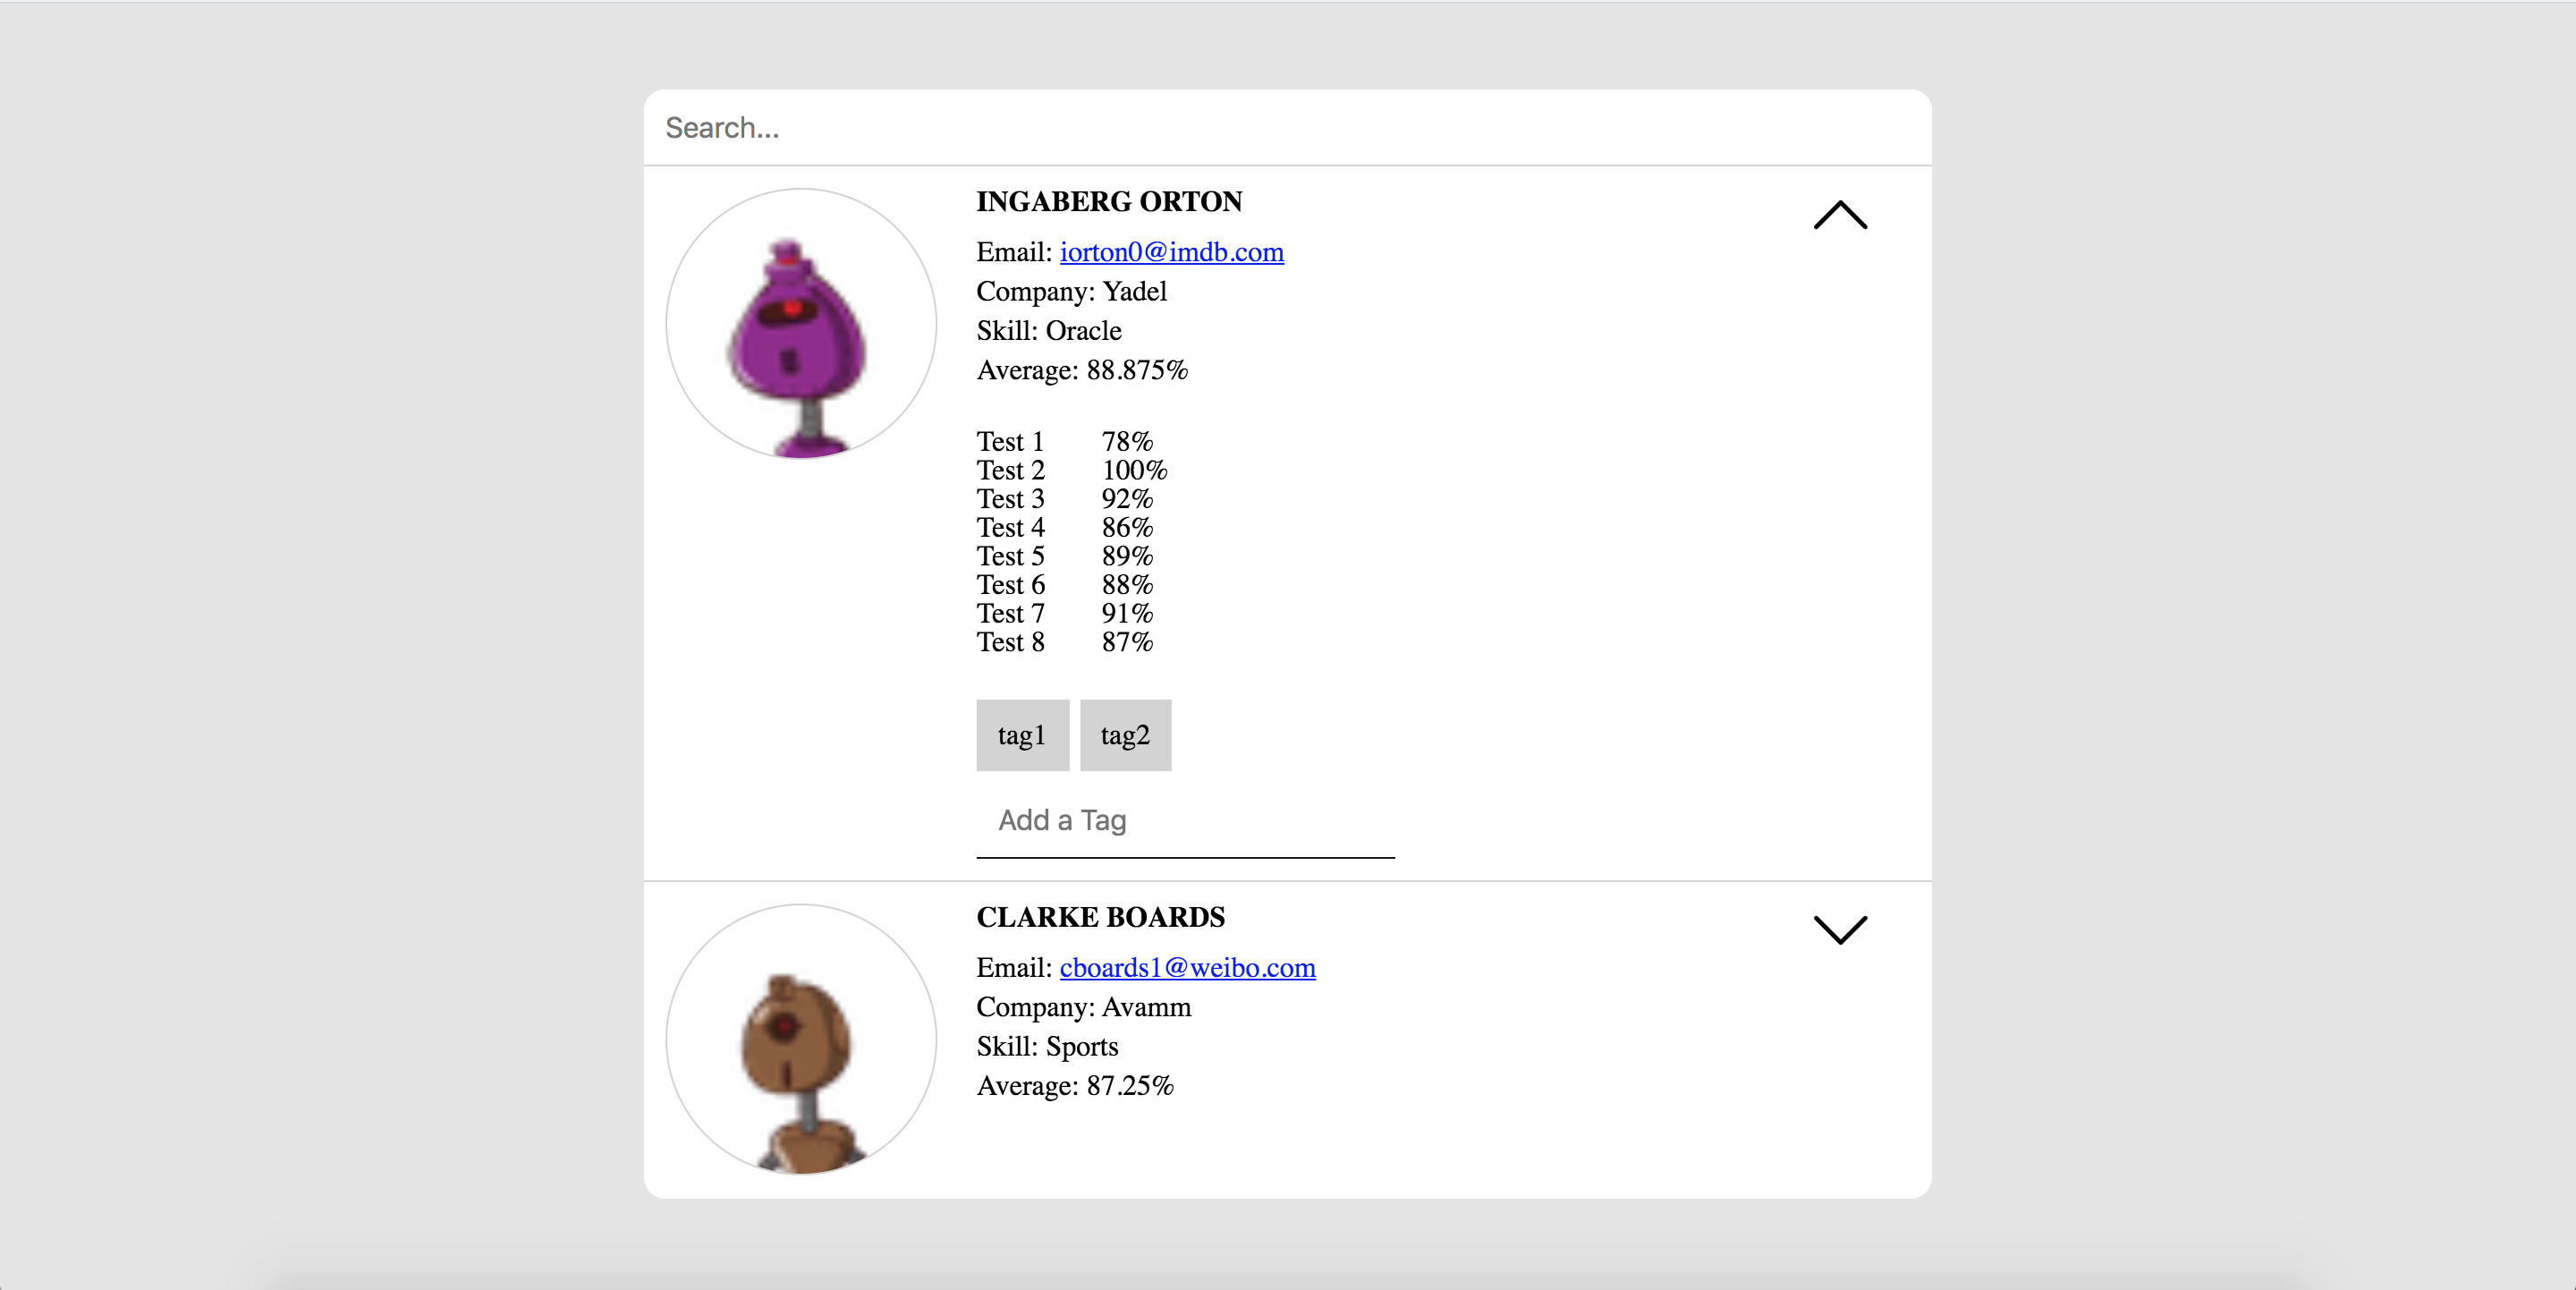 Search...
INGABERG ORTON
Email: iorton0@imdb.com
Company: Yadel
Skill: Oracle
Average: 88.875%
Test 1 78%
Test 2 100%
Test 3 92%
Test 4 86%
Test 5 89%
Test 6 88%
Test 7 91%
Test 8 87%
tag1 tag2
Add a Tag
CLARKE BOARDS
Email: cboards1@weibo.com
Company: Avamm
Skill: Sports
Average: 87.25%